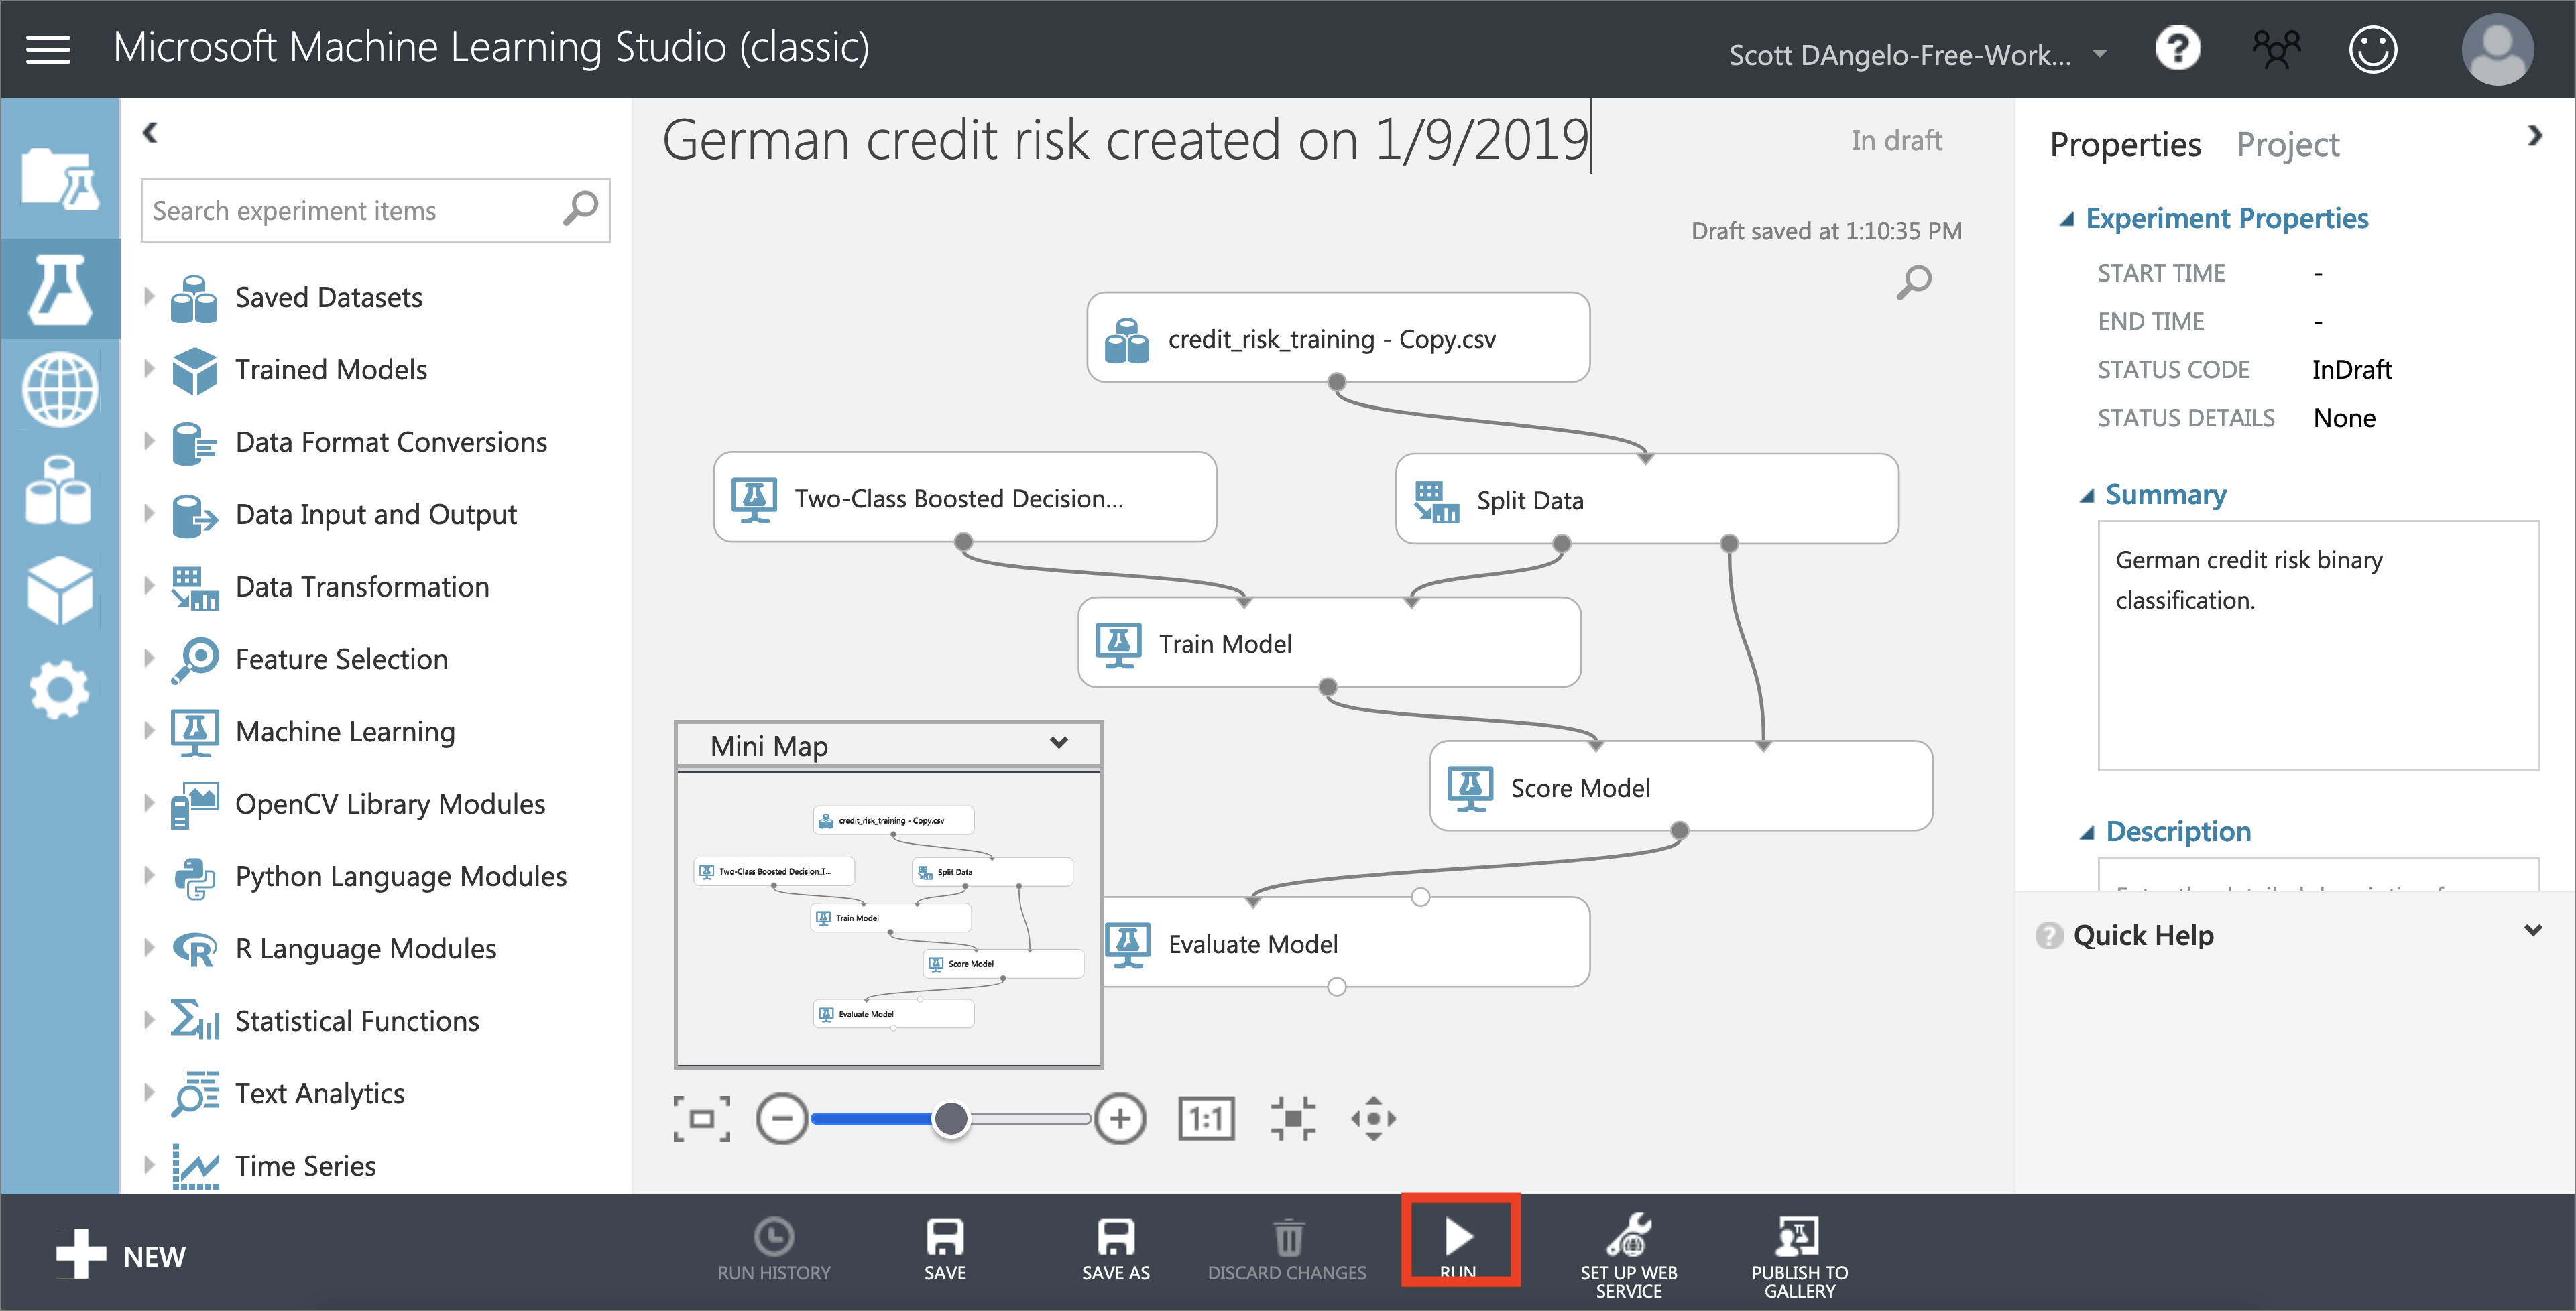 Microsoft Machine Learning Studio (classic)
Scott DAngelo-Free-Work...
German credit risk created on 1/9/2019
In draft
Draft saved at 1:10:35 PM
Search experiment items
Saved Datasets
Trained Models
Data Format Conversions
Data Input and Output
Data Transformation
Feature Selection
Machine Learning
OpenCV Library Modules
Python Language Modules
R Language Modules
Statistical Functions
Text Analytics
Time Series
credit_risk_training - Copy.csv
Two-Class Boosted Decision...
Split Data
Train Model
Score Model
Evaluate Model
Mini Map
credit_risk_training - Copy.csv
Two-Class Boosted Decision T...
Split Data
Train Model
Score Model
Evaluate Model
1:1
Properties Project
Experiment Properties
START TIME -
END TIME -
STATUS CODE InDraft
STATUS DETAILS None
Summary
German credit risk binary
classification.
Description
Quick Help
NEW
RUN HISTORY
SAVE
SAVE AS
DISCARD CHANGES
RUN
SET UP WEB
SERVICE
PUBLISH TO
GALLERY